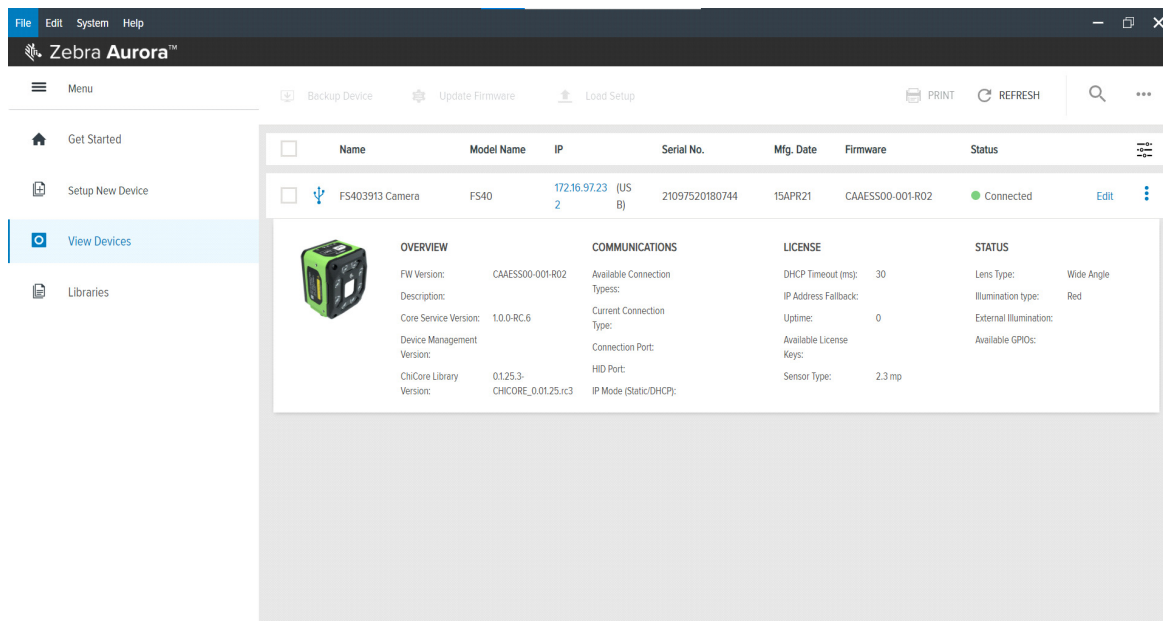 File Edit System Help
Zebra Aurora™
Menu
Backup Device Update Firmware Load Setup PRINT REFRESH
Get Started
Setup New Device
View Devices
Libraries
Name Model Name IP Serial No. Mfg. Date Firmware Status
FS403913 Camera FS40 172.16.97.23 (US 21097520180744 15APR21 CAAESS00-001-R02 Connected Edit
2 B)
OVERVIEW
FW Version: CAAESS00-001-R02
Description:
Core Service Version: 1.0.0-RC.6
Device Management
Version:
ChiCore Library 0.1.25.3-
Version: CHICORE_0.01.25.rc3
COMMUNICATIONS
Available Connection
Typess:
Current Connection
Type:
Connection Port:
HID Port:
IP Mode (Static/DHCP):
LICENSE
DHCP Timeout (ms): 30
IP Address Fallback:
Uptime: 0
Available License
Keys:
Sensor Type: 2.3 mp
STATUS
Lens Type: Wide Angle
Illumination type: Red
External Illumination:
Available GPIOs: